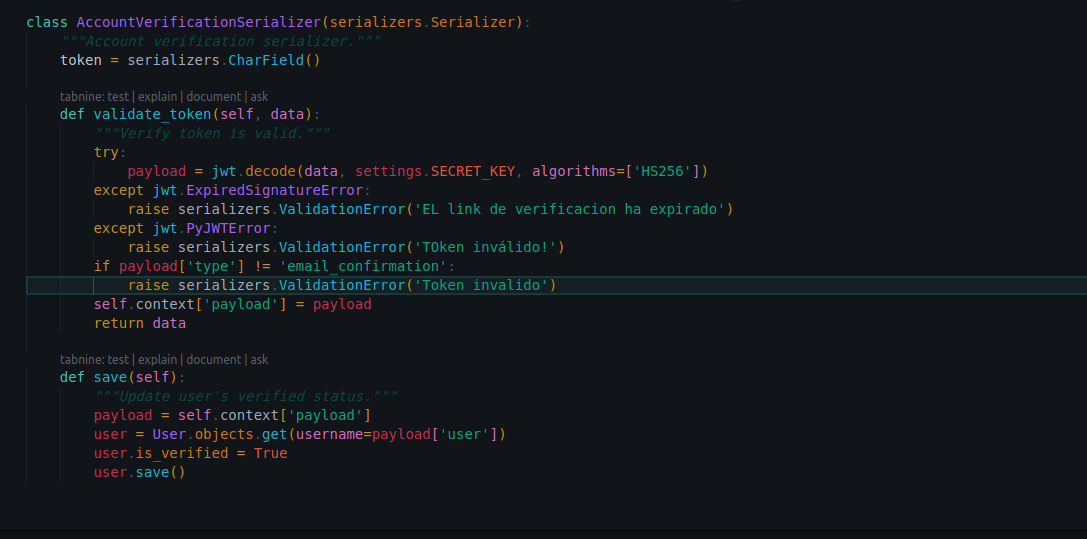 class AccountVerificationSerializer(serializers.Serializer):
    """Account verification serializer."""
    token = serializers.CharField()
    tabnine: test | explain | document | ask
    def validate_token(self, data):
        """Verify token is valid."""
        try:
            payload = jwt.decode(data, settings.SECRET_KEY, algorithms=['HS256'])
        except jwt.ExpiredSignatureError:
            raise serializers.ValidationError('EL link de verificacion ha expirado')
        except jwt.PyJWTError:
            raise serializers.ValidationError('TOken inválido!')
        if payload['type'] != 'email_confirmation':
            raise serializers.ValidationError('Token invalido')
        self.context['payload'] = payload
        return data
    tabnine: test | explain | document | ask
    def save(self):
        """Update user's verified status."""
        payload = self.context['payload']
        user = User.objects.get(username=payload['user'])
        user.is_verified = True
        user.save()